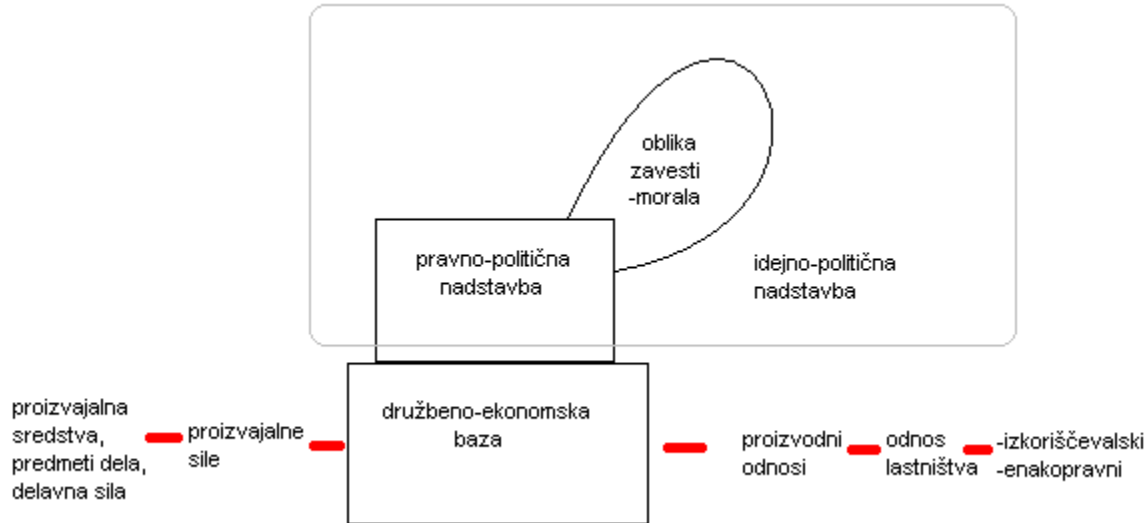 oblika
zavesti
-morala
pravno-politična
nadstavba
idejno-politična
nadstavba
družbeno-ekonomska
baza
proizvajalna
sredstva,
predmeti dela,
delavna sila
proizvajalne
sile
proizvodni
odnosi
odnos
lastništva
-izkoriščevalski
-enakopravni